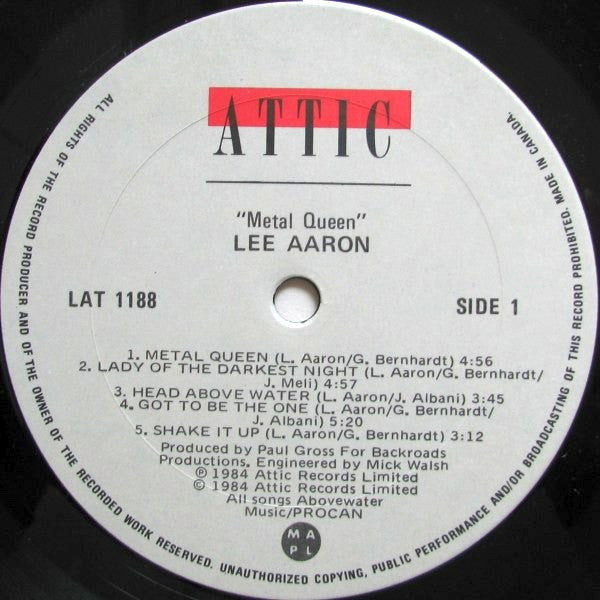 ATTIC
"Metal Queen"
LEE AARON
LAT 1188
SIDE 1
1. METAL QUEEN (L. Aaron/G. Bernhardt) 4:56
2. LADY OF THE DARKEST NIGHT (L. Aaron/G. Bernhardt/
J. Meli) 4:57
3. HEAD ABOVE WATER (L. Aaron/J. Albani) 3:45
4. GOT TO BE THE ONE (L. Aaron/G. Bernhardt/
J. Albani) 5:20
5. SHAKE IT UP (L. Aaron/G. Bernhardt) 3:12
Produced by Paul Gross For Backroads
Productions. Engineered by Mick Walsh
℗ 1984 Attic Records Limited
© 1984 Attic Records Limited
All songs Abovewater
Music/PROCAN
M A
P L
ALL RIGHTS OF THE RECORD PRODUCER AND OF THE OWNER OF THE RECORDED WORK RESERVED. UNAUTHORIZED COPYING, PUBLIC PERFORMANCE AND/OR BROADCASTING OF THIS RECORD PROHIBITED. MADE IN CANADA.